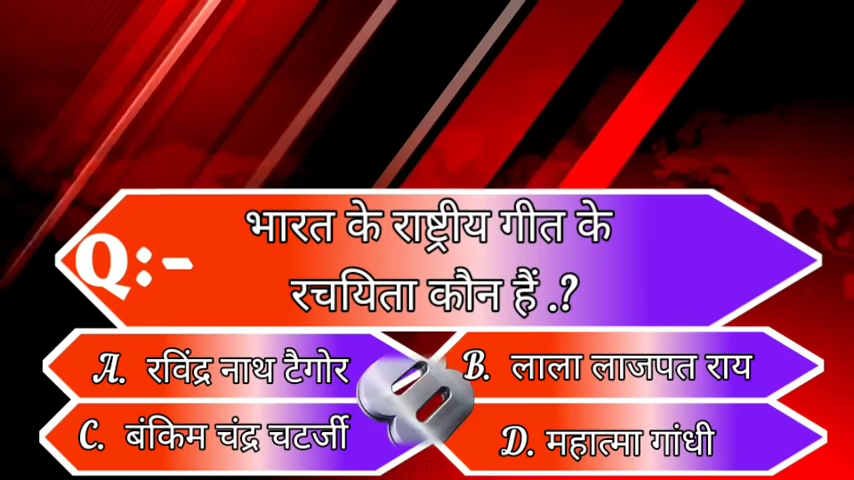 Q:-
भारत के राष्ट्रीय गीत के
रचयिता कौन हैं .?
A. रविंद्र नाथ टैगोर
B. लाला लाजपत राय
C. बंकिम चंद्र चटर्जी
D. महात्मा गांधी